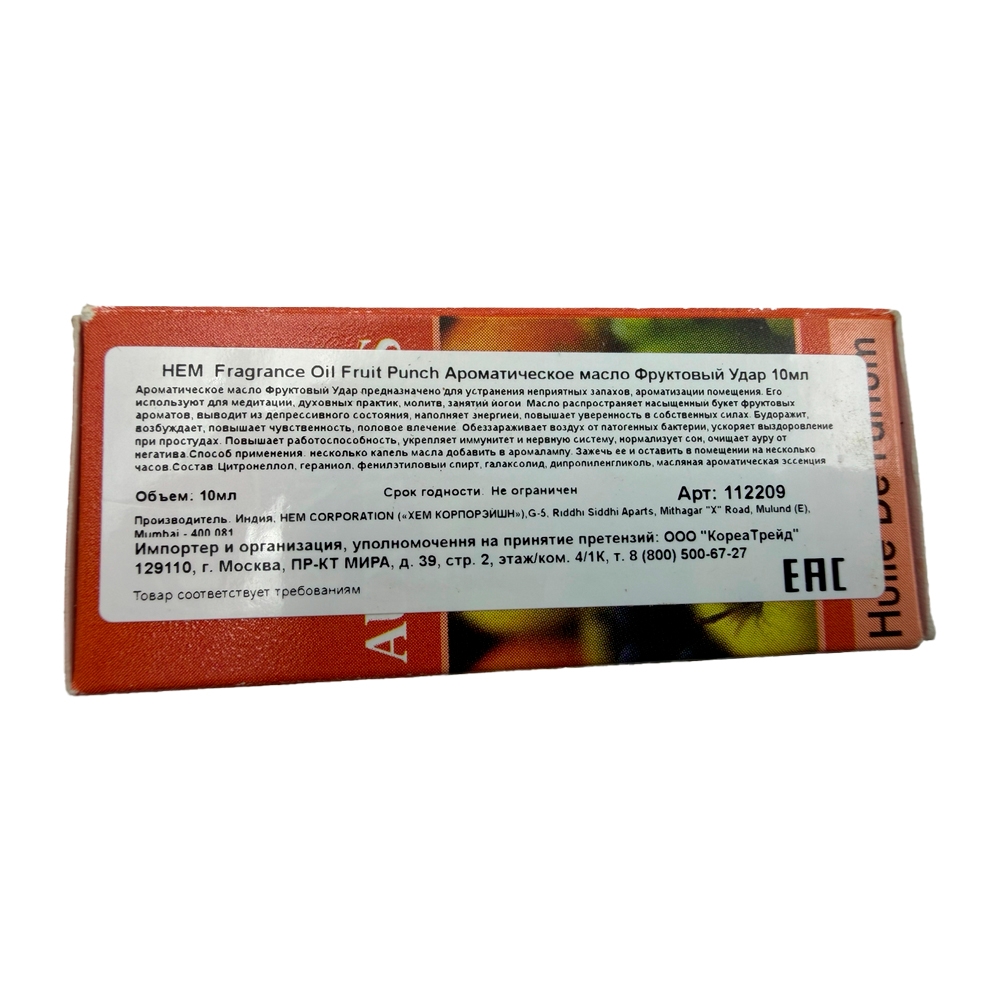 HEM Fragrance Oil Fruit Punch Ароматическое масло Фруктовый Удар 10мл
Ароматическое масло Фруктовый Удар предназначено для устранения неприятных запахов, ароматизации помещения. Его
используют для медитации, духовных практик, молитв, занятий йогои Масло распространяет насыщенный букет фруктовых
ароматов, выводит из депрессивного состояния, наполняет энергиеи, повышает уверенность в собственных силах. Будоражит,
возбуждает, повышает чувственность, половое влечение Обеззараживает воздух от патогенных бактерии, ускоряет выздоровление
при простудах. Повышает работоспособность, укрепляет иммунитет и нервную систему, нормализует сон, очищает ауру от
негатива.Способ применения. несколько капель масла добавить в аромалампу. Зажечь ее и оставить в помещении на несколько
часов.Состав Цитронеллол, гераниол, фенилэтиловыи спирт, галаксолид, дипропиленгликоль, масляная ароматическая эссенция
Объем: 10мл Срок годности. Не ограничен Арт: 112209
Производитель. Индия, HEM CORPORATION («ХЕМ КОРПОРЭЙШН»),G-5, Riddhi Siddhi Aparts, Mithagar "X" Road, Mulund (E),
Mumbai - 400 081
Импортер и организация, уполномочення на принятие претензий: ООО "КореаТрейд"
129110, г. Москва, ПР-КТ МИРА, д. 39, стр. 2, этаж/ком. 4/1К, т. 8 (800) 500-67-27
Товар соответствует требованиям
ЕАС
Huile De Parfum